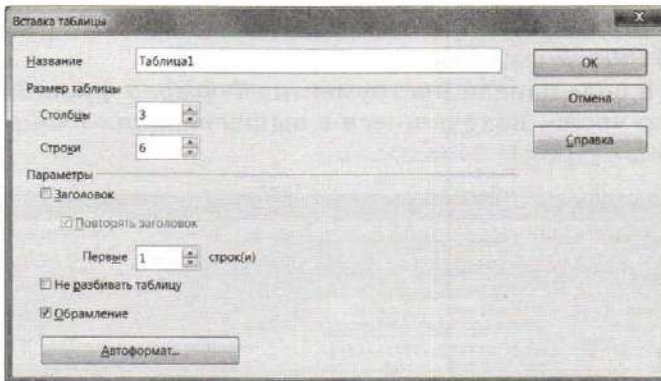 Вставка таблицы
Название Таблица1
ОК
Размер таблицы
Отмена
Столбцы 3
Строки 6
Справка
Параметры
Заголовок
Повторять заголовок
Первые 1 строк(и)
Не разбивать таблицу
Обрамление
Автоформат...